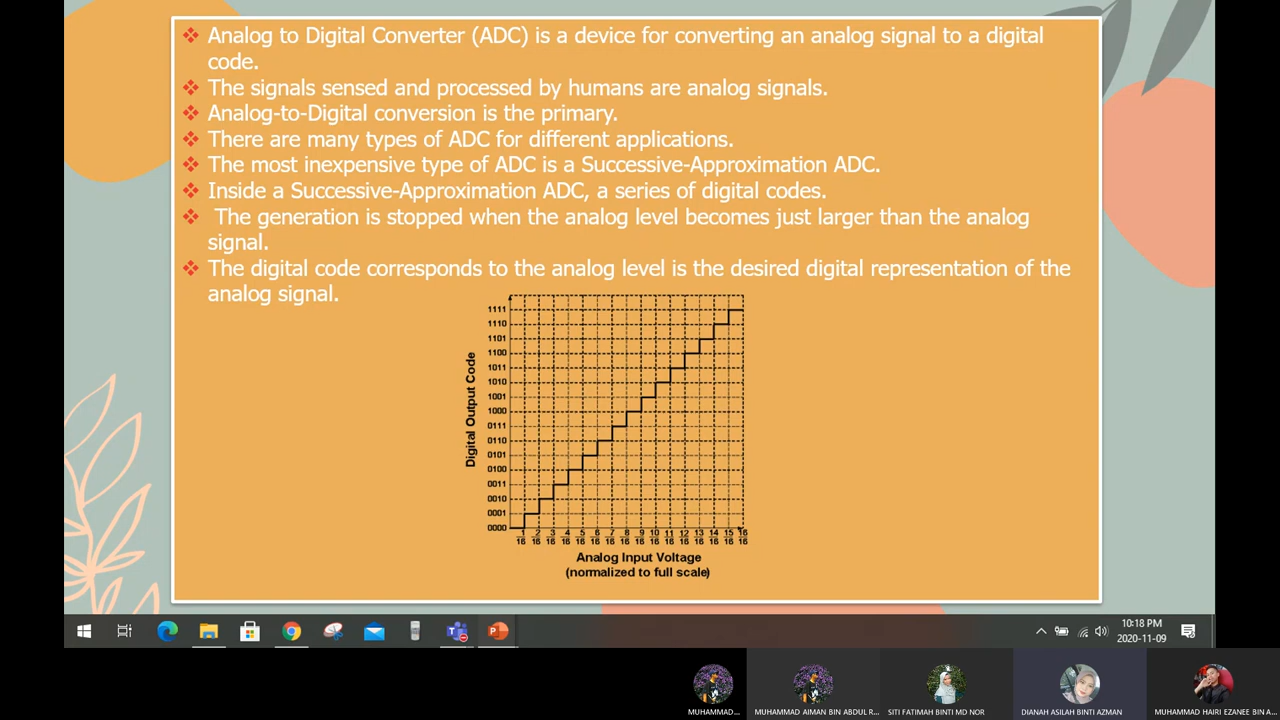 ❖ Analog to Digital Converter (ADC) is a device for converting an analog signal to a digital
code.
❖ The signals sensed and processed by humans are analog signals.
❖ Analog-to-Digital conversion is the primary.
❖ There are many types of ADC for different applications.
❖ The most inexpensive type of ADC is a Successive-Approximation ADC.
❖ Inside a Successive-Approximation ADC, a series of digital codes.
❖ The generation is stopped when the analog level becomes just larger than the analog
signal.
❖ The digital code corresponds to the analog level is the desired digital representation of the
analog signal.
Digital Output Code
1111
1110
1101
1100
1011
1010
1001
1000
0111
0110
0101
0100
0011
0010
0001
0000
1 2 3 4 5 6 7 8 9 10 11 12 13 14 15 16
16 16 16 16 16 16 16 16 16 16 16 16 16 16 16 16
Analog Input Voltage
(normalized to full scale)
10:18 PM
2020-11-09
MUHAMMAD...
MUHAMMAD AIMAN BIN ABDUL R...
SITI FATIMAH BINTI MD NOR
DIANAH ASILAH BINTI AZMAN
MUHAMMAD HAIRI EZANEE BIN A...